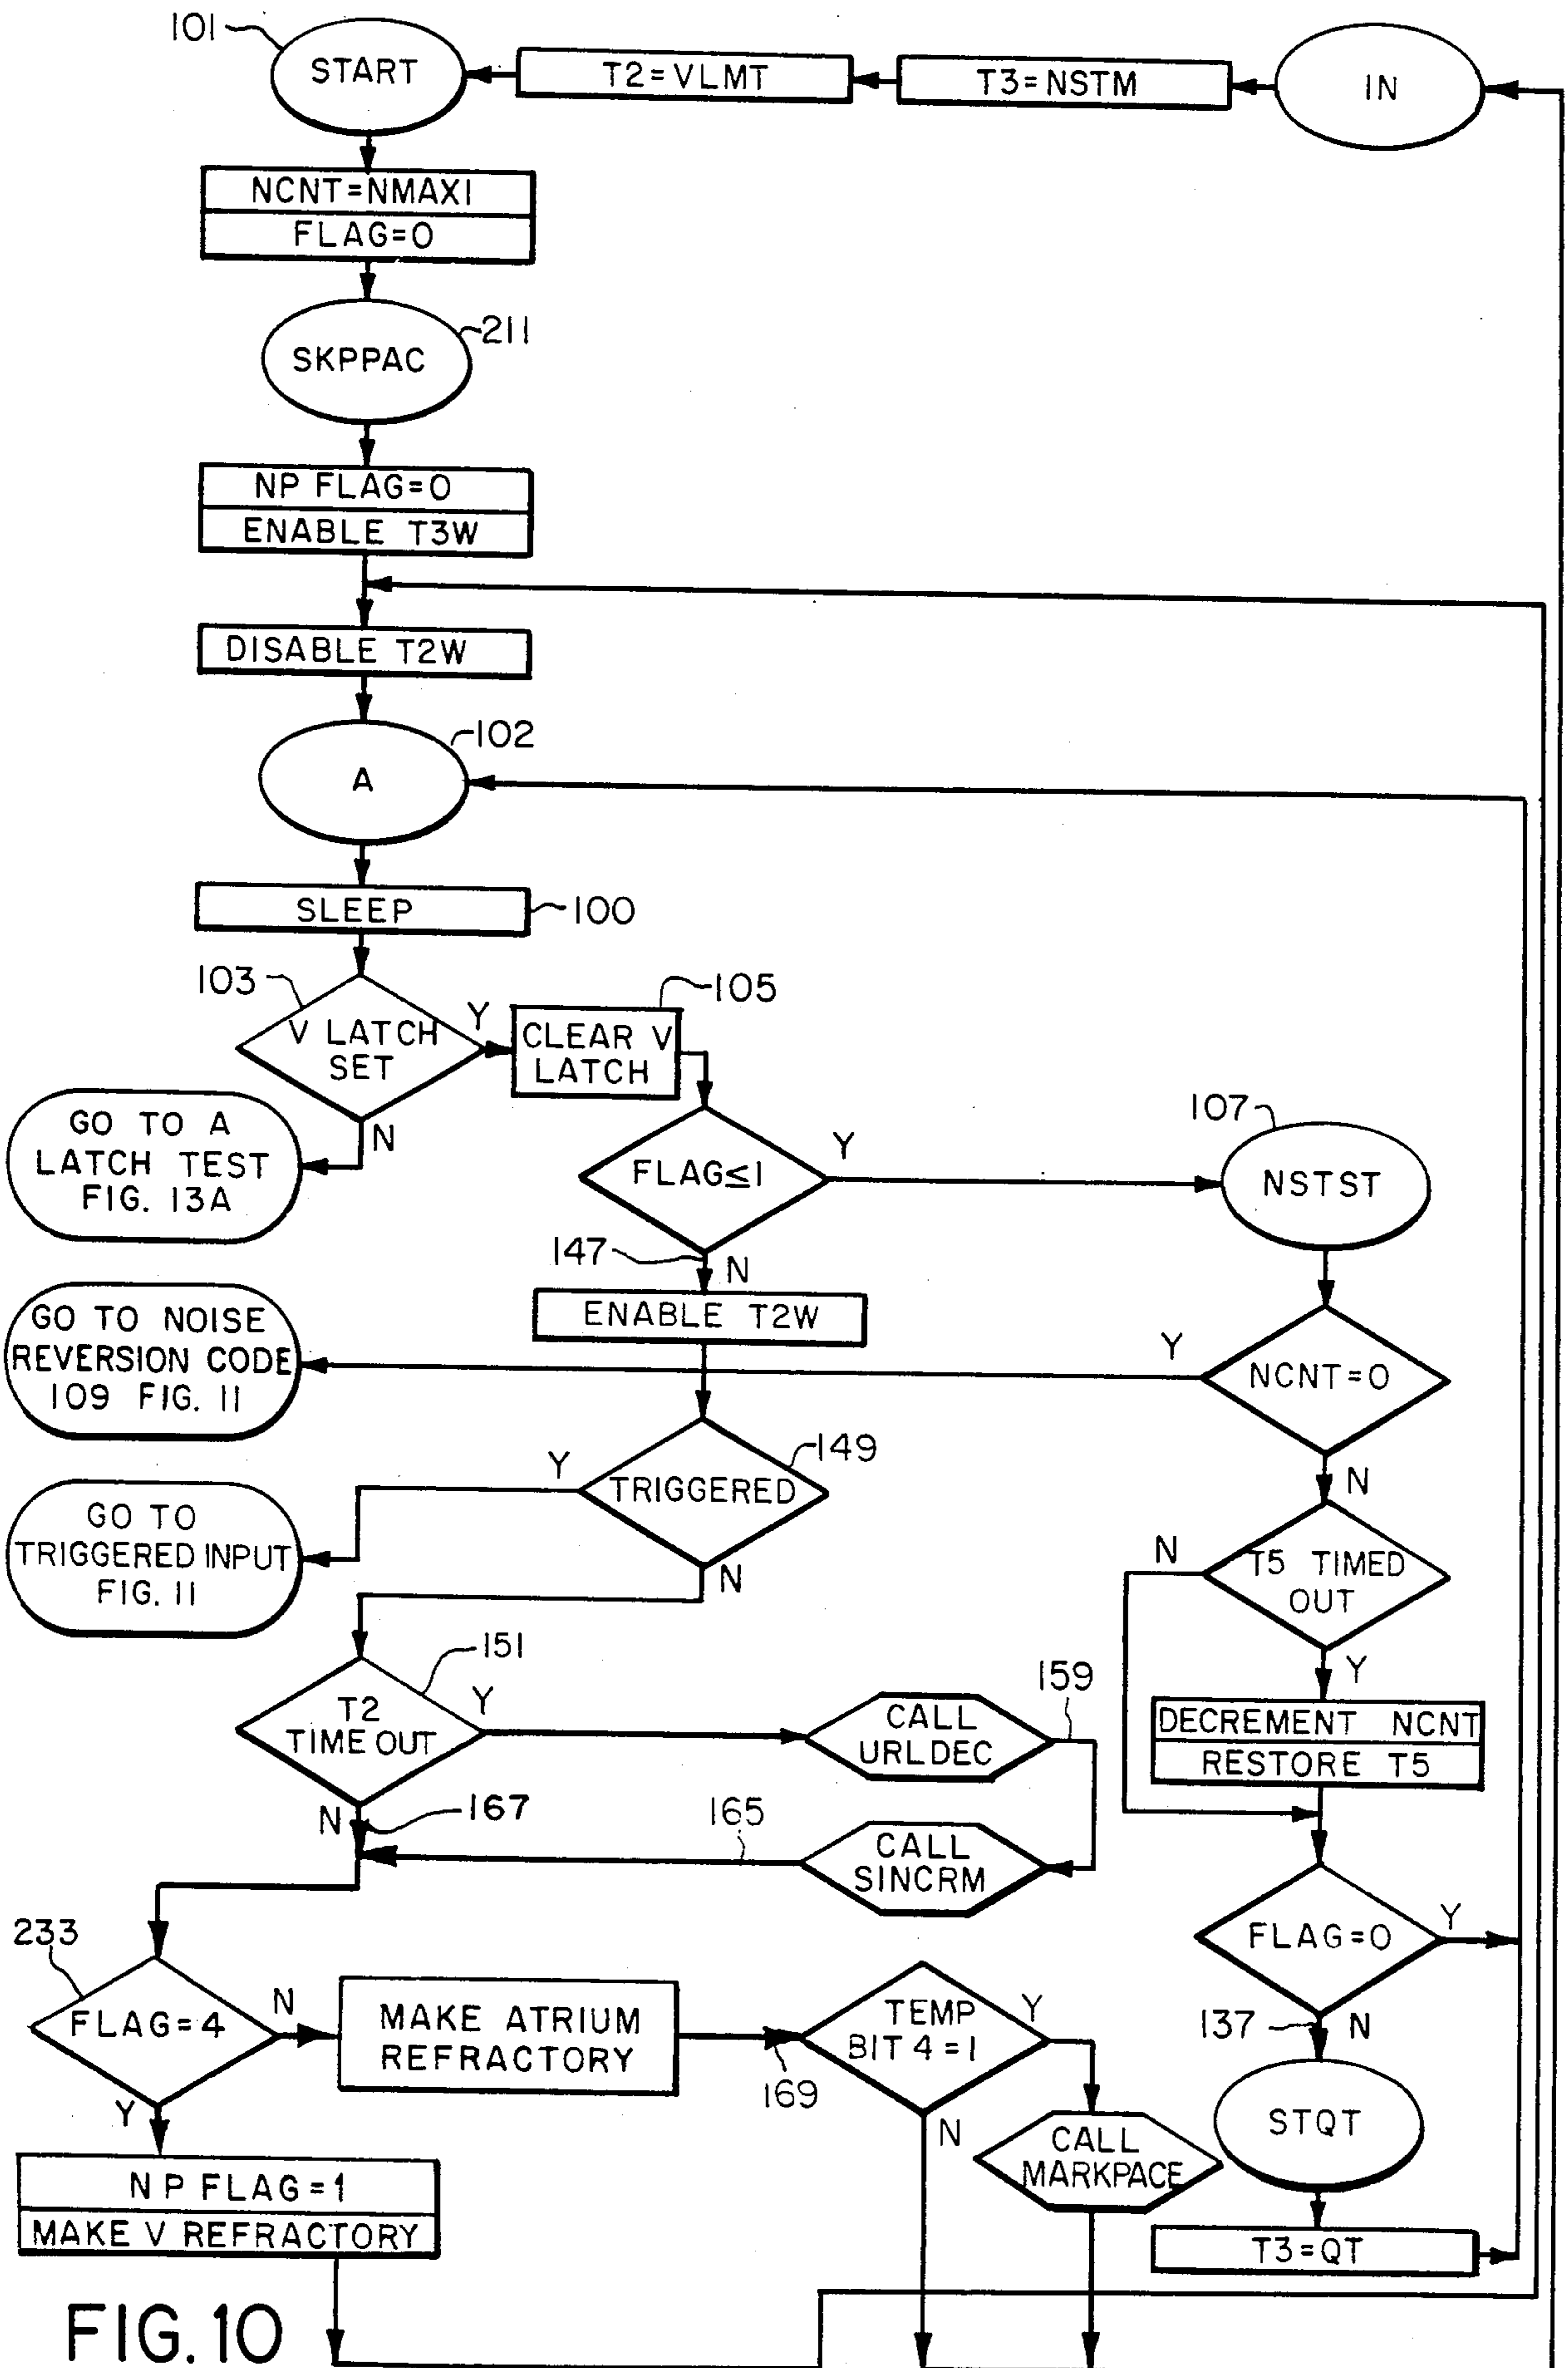 101
START
T2=VLMT
T3=NSTM
IN
NCNT=NMAX1
FLAG=0
SKPPAC
211
NP FLAG=0
ENABLE T3W
DISABLE T2W
102
A
SLEEP
100
103
V LATCH
SET
Y
N
105
CLEAR V
LATCH
GO TO A
LATCH TEST
FIG. 13A
FLAG≤1
Y
107
NSTST
147
N
ENABLE T2W
GO TO NOISE
REVERSION CODE
109 FIG. 11
Y
NCNT=0
N
149
TRIGGERED
Y
N
GO TO
TRIGGERED INPUT
FIG. 11
N
T5 TIMED
OUT
Y
151
T2
TIME OUT
Y
N
167
CALL
URLDEC
159
DECREMENT NCNT
RESTORE T5
165
CALL
SINCRM
FLAG=0
Y
137
N
233
FLAG=4
N
Y
MAKE ATRIUM
REFRACTORY
169
TEMP
BIT 4=1
Y
N
CALL
MARKPACE
STQT
T3=QT
NP FLAG=1
MAKE V REFRACTORY
FIG. 10